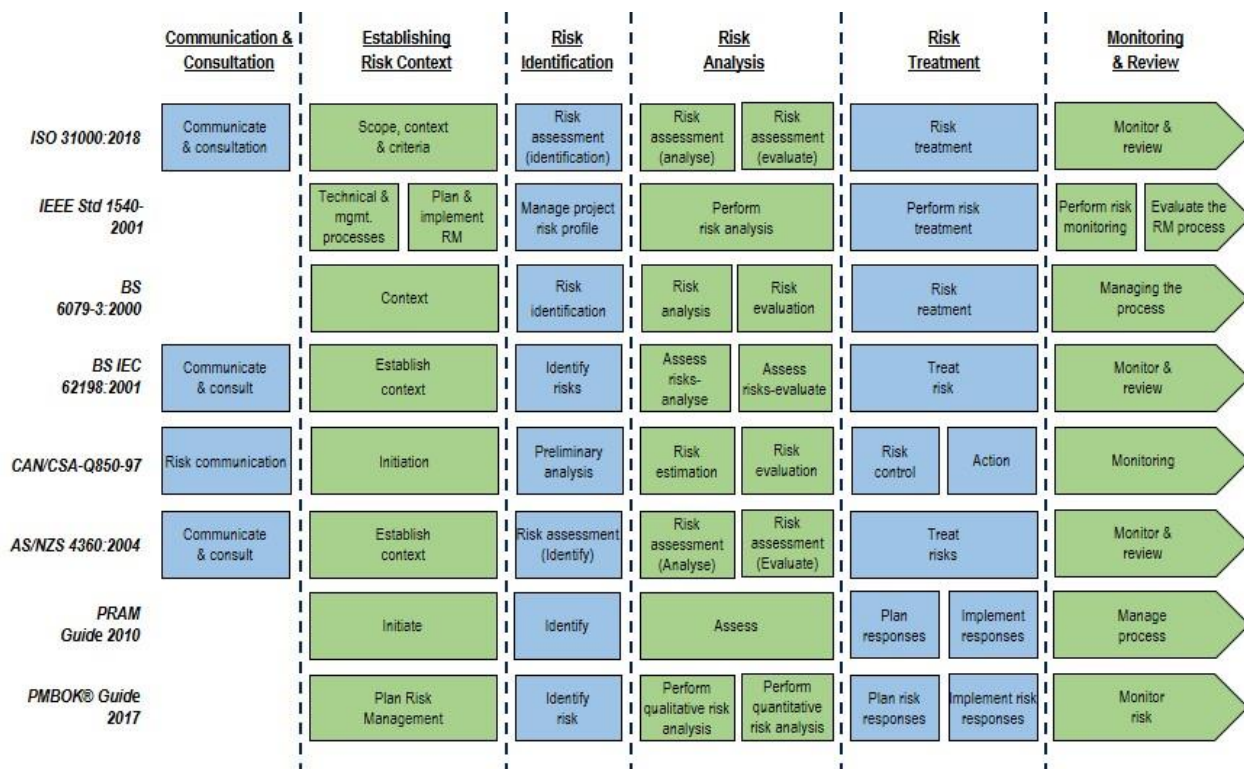 Communication &
Consultation
Establishing
Risk Context
Risk
Identification
Risk
Analysis
Risk
Treatment
Monitoring
& Review
ISO 31000:2018
Communicate
& consultation
Scope, context
& criteria
Risk
assessment
(identification)
Risk
assessment
(analyse)
Risk
assessment
(evaluate)
Risk
treatment
Monitor &
review
IEEE Std 1540-
2001
Technical &
mgmt.
processes
Plan &
implement
RM
Manage project
risk profile
Perform
risk analysis
Perform risk
treatment
Perform risk
monitoring
Evaluate the
RM process
BS
6079-3:2000
Context
Risk
identification
Risk
analysis
Risk
evaluation
Risk
reatment
Managing the
process
BS IEC
62198:2001
Communicate
& consult
Establish
context
Identify
risks
Assess
risks-
analyse
Assess
risks-evaluate
Treat
risk
Monitor &
review
CAN/CSA-Q850-97
Risk communication
Initiation
Preliminary
analysis
Risk
estimation
Risk
evaluation
Risk
control
Action
Monitoring
AS/NZS 4360:2004
Communicate
& consult
Establish
context
Risk assessment
(Identify)
Risk
assessment
(Analyse)
Risk
assessment
(Evaluate)
Treat
risks
Monitor &
review
PRAM
Guide 2010
Initiate
Identify
Assess
Plan
responses
Implement
responses
Manage
process
PMBOK® Guide
2017
Plan Risk
Management
Identify
risk
Perform
qualitative risk
analysis
Perform
quantitative
risk analysis
Plan risk
responses
Implement risk
responses
Monitor
risk